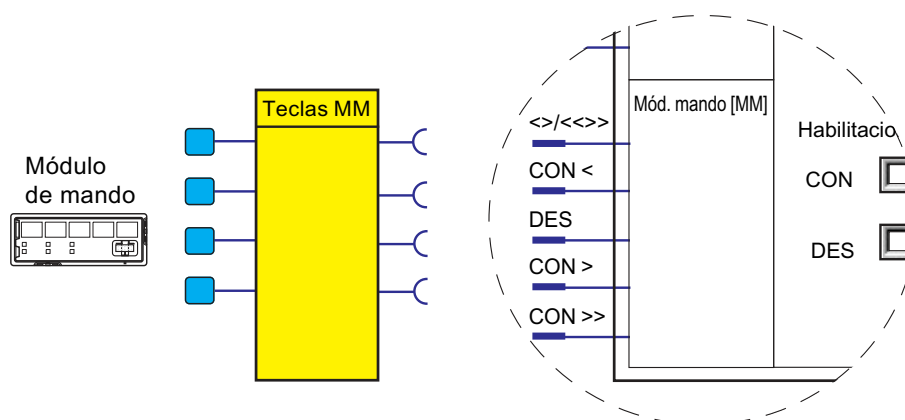 Módulo
de mando
Teclas MM
<>/<<>>
CON <
DES
CON >
CON >>
Mód. mando [MM]
Habilitacio
CON
DES